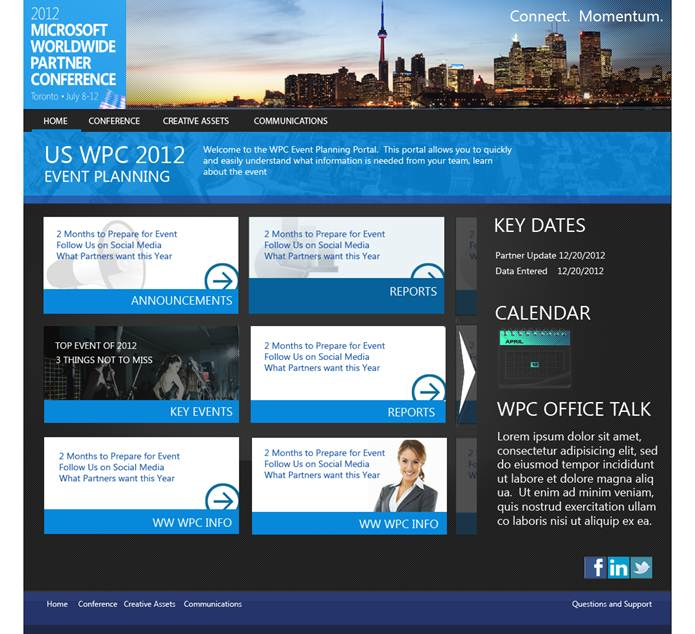 2012
MICROSOFT
WORLDWIDE
PARTNER
CONFERENCE
Toronto • July 8-12
Connect. Momentum.
HOME CONFERENCE CREATIVE ASSETS COMMUNICATIONS
US WPC 2012
EVENT PLANNING
Welcome to the WPC Event Planning Portal. This portal allows you to quickly
and easily understand what information is needed from your team, learn
about the event
2 Months to Prepare for Event
Follow Us on Social Media
What Partners want this Year
ANNOUNCEMENTS
2 Months to Prepare for Event
Follow Us on Social Media
What Partners want this Year
REPORTS
TOP EVENT OF 2012
3 THINGS NOT TO MISS
KEY EVENTS
2 Months to Prepare for Event
Follow Us on Social Media
What Partners want this Year
REPORTS
2 Months to Prepare for Event
Follow Us on Social Media
What Partners want this Year
WW WPC INFO
2 Months to Prepare for Event
Follow Us on Social Media
What Partners want this Year
WW WPC INFO
KEY DATES
Partner Update 12/20/2012
Data Entered 12/20/2012
CALENDAR
APRIL
WPC OFFICE TALK
Lorem ipsum dolor sit amet,
consectetur adipisicing elit, sed
do eiusmod tempor incididunt
ut labore et dolore magna aliq
ua. Ut enim ad minim veniam,
quis nostrud exercitation ullam
co laboris nisi ut aliquip ex ea.
f in
Home Conference Creative Assets Communications
Questions and Support